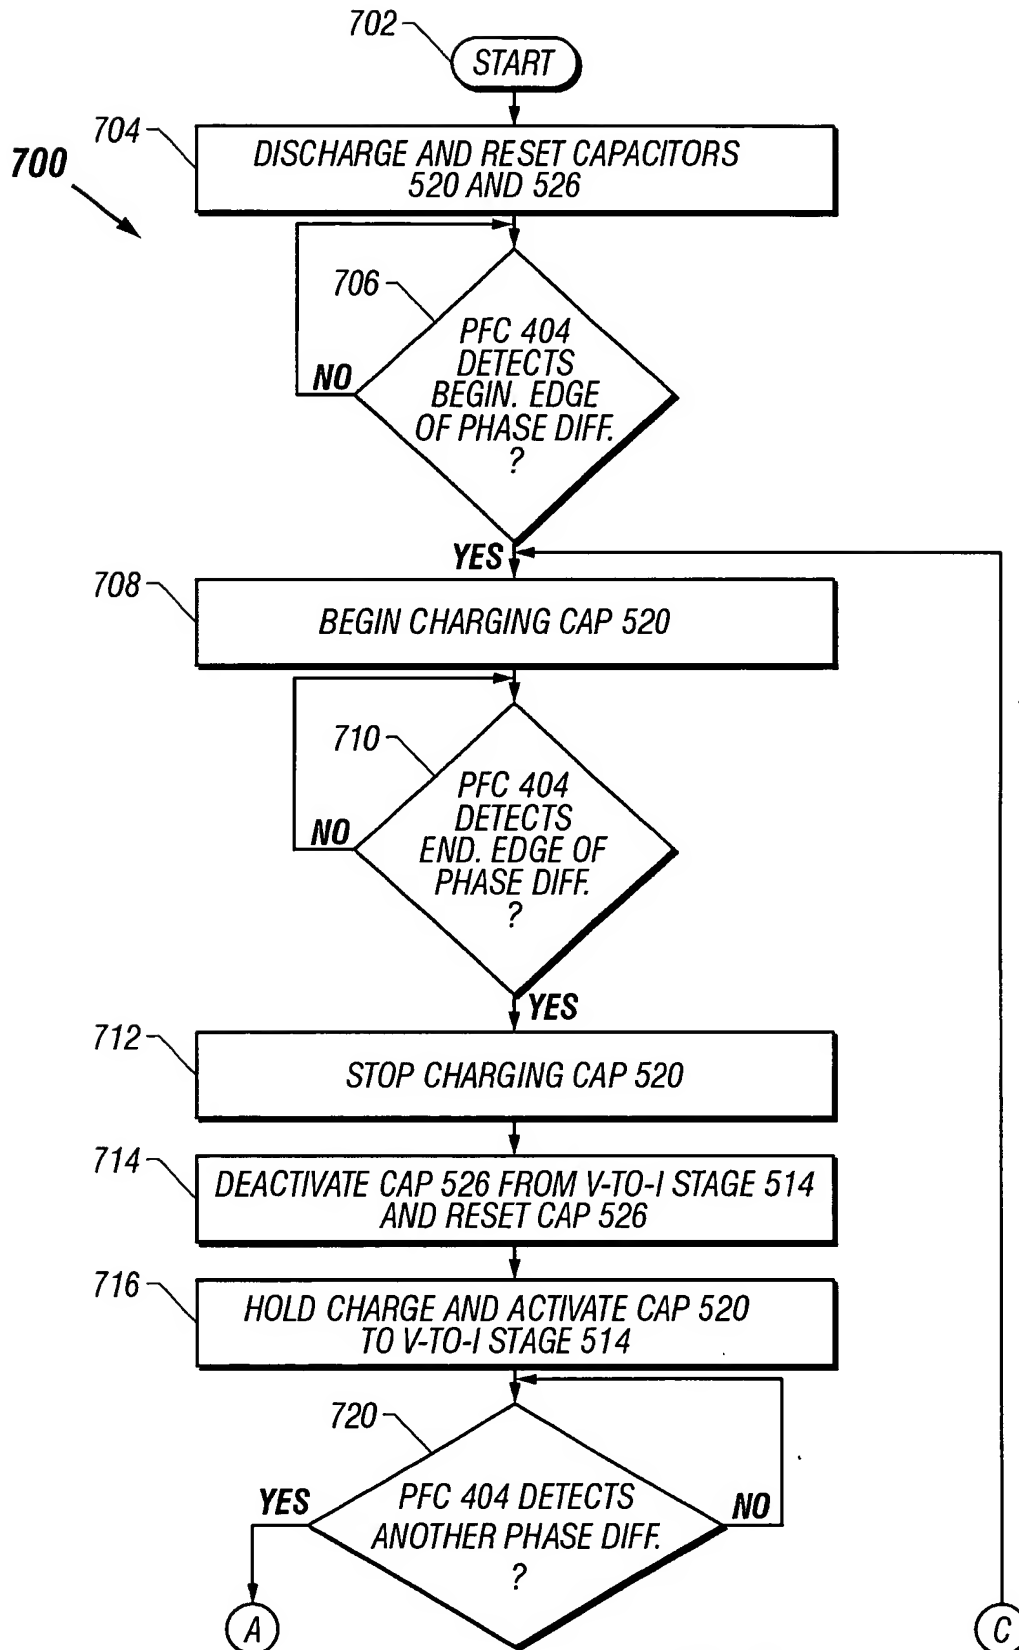 702
START
704
700
DISCHARGE AND RESET CAPACITORS
520 AND 526
706
PFC 404
DETECTS
BEGIN. EDGE
OF PHASE DIFF.
?
NO
YES
708
BEGIN CHARGING CAP 520
710
PFC 404
DETECTS
END. EDGE OF
PHASE DIFF.
?
NO
YES
712
STOP CHARGING CAP 520
714
DEACTIVATE CAP 526 FROM V-TO-I STAGE 514
AND RESET CAP 526
716
HOLD CHARGE AND ACTIVATE CAP 520
TO V-TO-I STAGE 514
720
YES
PFC 404 DETECTS
ANOTHER PHASE DIFF.
?
NO
A
C